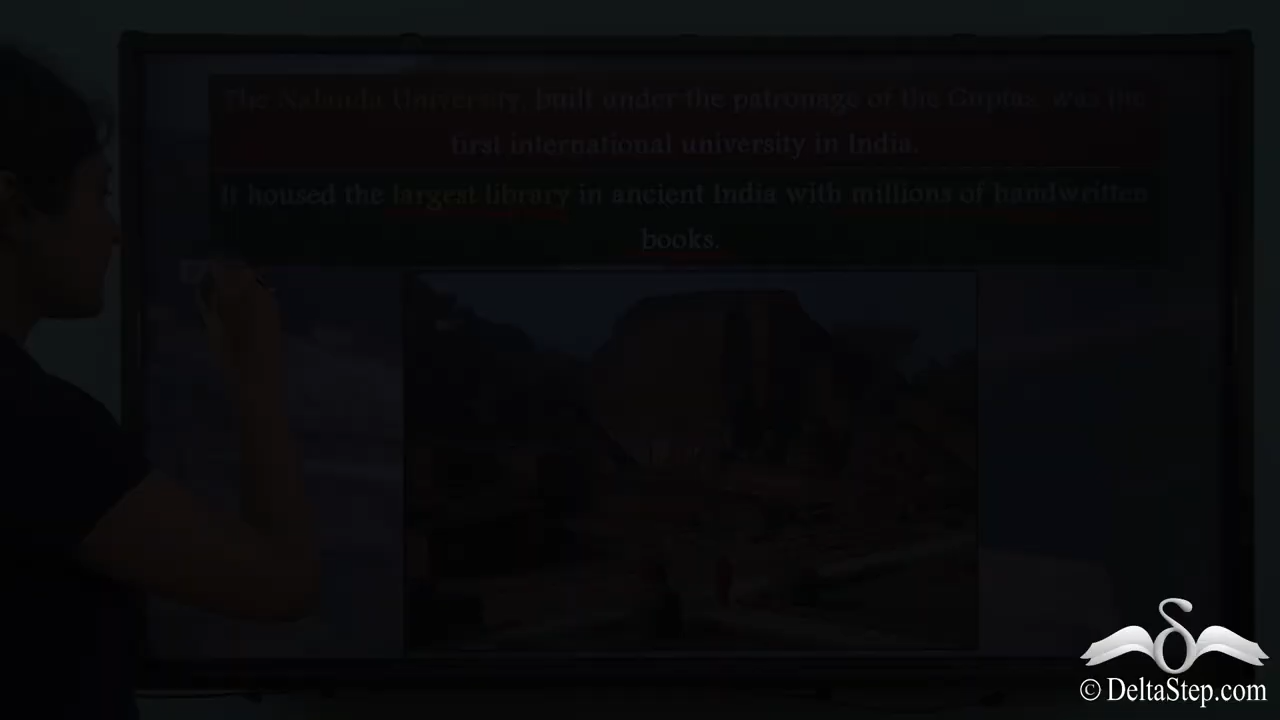 The Nalanda University, built under the patronage of the Guptas, was the
first international university in India.
It housed the largest library in ancient India with millions of handwritten
books.
© DeltaStep.com